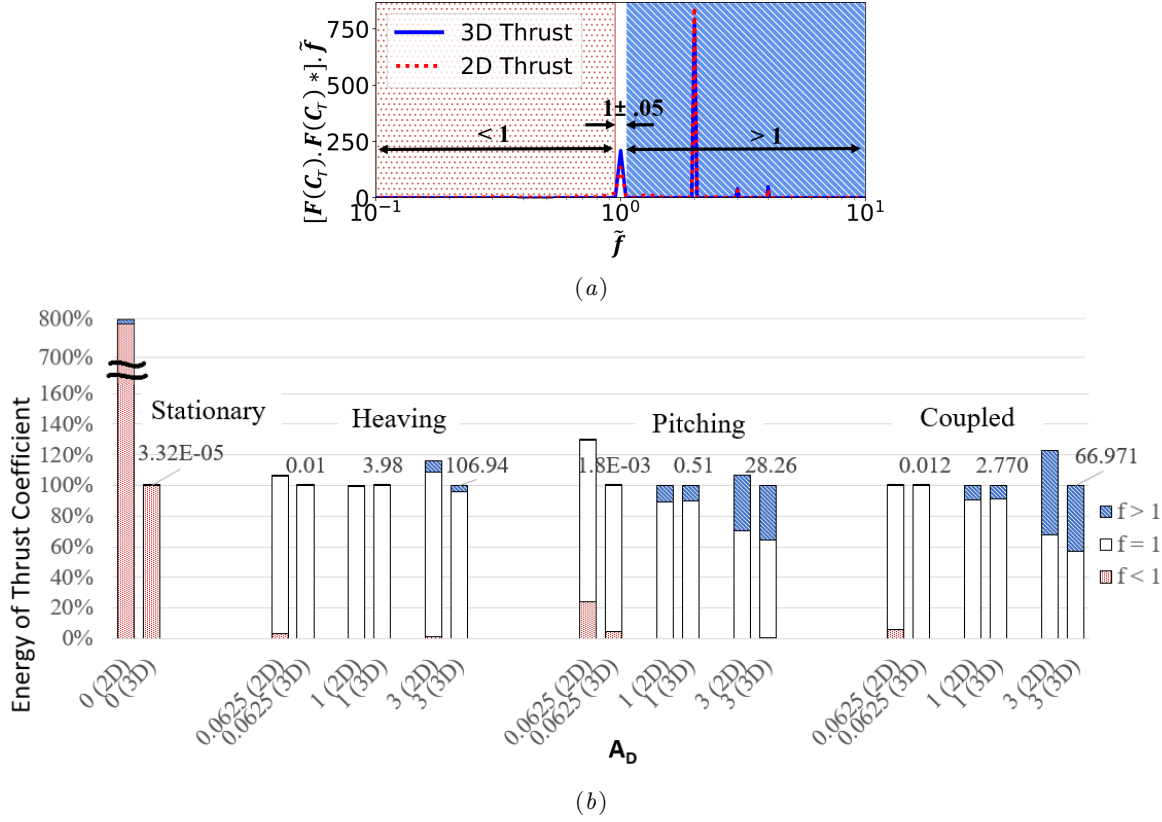 [F(C_T).F(C_T)*].f̃
750
500
250
0
3D Thrust
2D Thrust
1± .05
< 1
> 1
10^-1
10^0
10^1
f̃
(a)
Energy of Thrust Coefficient
800%
700%
160%
140%
120%
100%
80%
60%
40%
20%
0%
Stationary
Heaving
Pitching
Coupled
3.32E-05
0.01
3.98
106.94
1.8E-03
0.51
28.26
0.012
2.770
66.971
f > 1
f = 1
f < 1
0 (2D)
0 (3D)
0.0625 (2D)
0.0625 (3D)
1 (2D)
1 (3D)
3 (2D)
3 (3D)
0.0625 (2D)
0.0625 (3D)
1 (2D)
1 (3D)
3 (2D)
3 (3D)
0.0625 (2D)
0.0625 (3D)
1 (2D)
1 (3D)
3 (2D)
3 (3D)
A_D
(b)